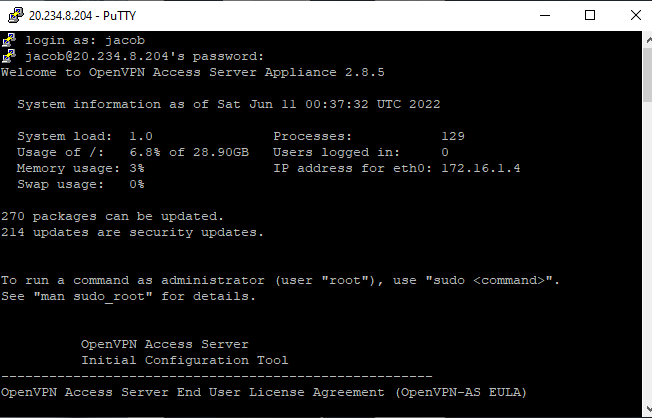 20.234.8.204 - PuTTY
login as: jacob
jacob@20.234.8.204's password:
Welcome to OpenVPN Access Server Appliance 2.8.5
System information as of Sat Jun 11 00:37:32 UTC 2022
System load: 1.0 Processes: 129
Usage of /: 6.8% of 28.90GB Users logged in: 0
Memory usage: 3% IP address for eth0: 172.16.1.4
Swap usage: 0%
270 packages can be updated.
214 updates are security updates.
To run a command as administrator (user "root"), use "sudo <command>".
See "man sudo_root" for details.
OpenVPN Access Server
Initial Configuration Tool
------------------------------------------------------
OpenVPN Access Server End User License Agreement (OpenVPN-AS EULA)